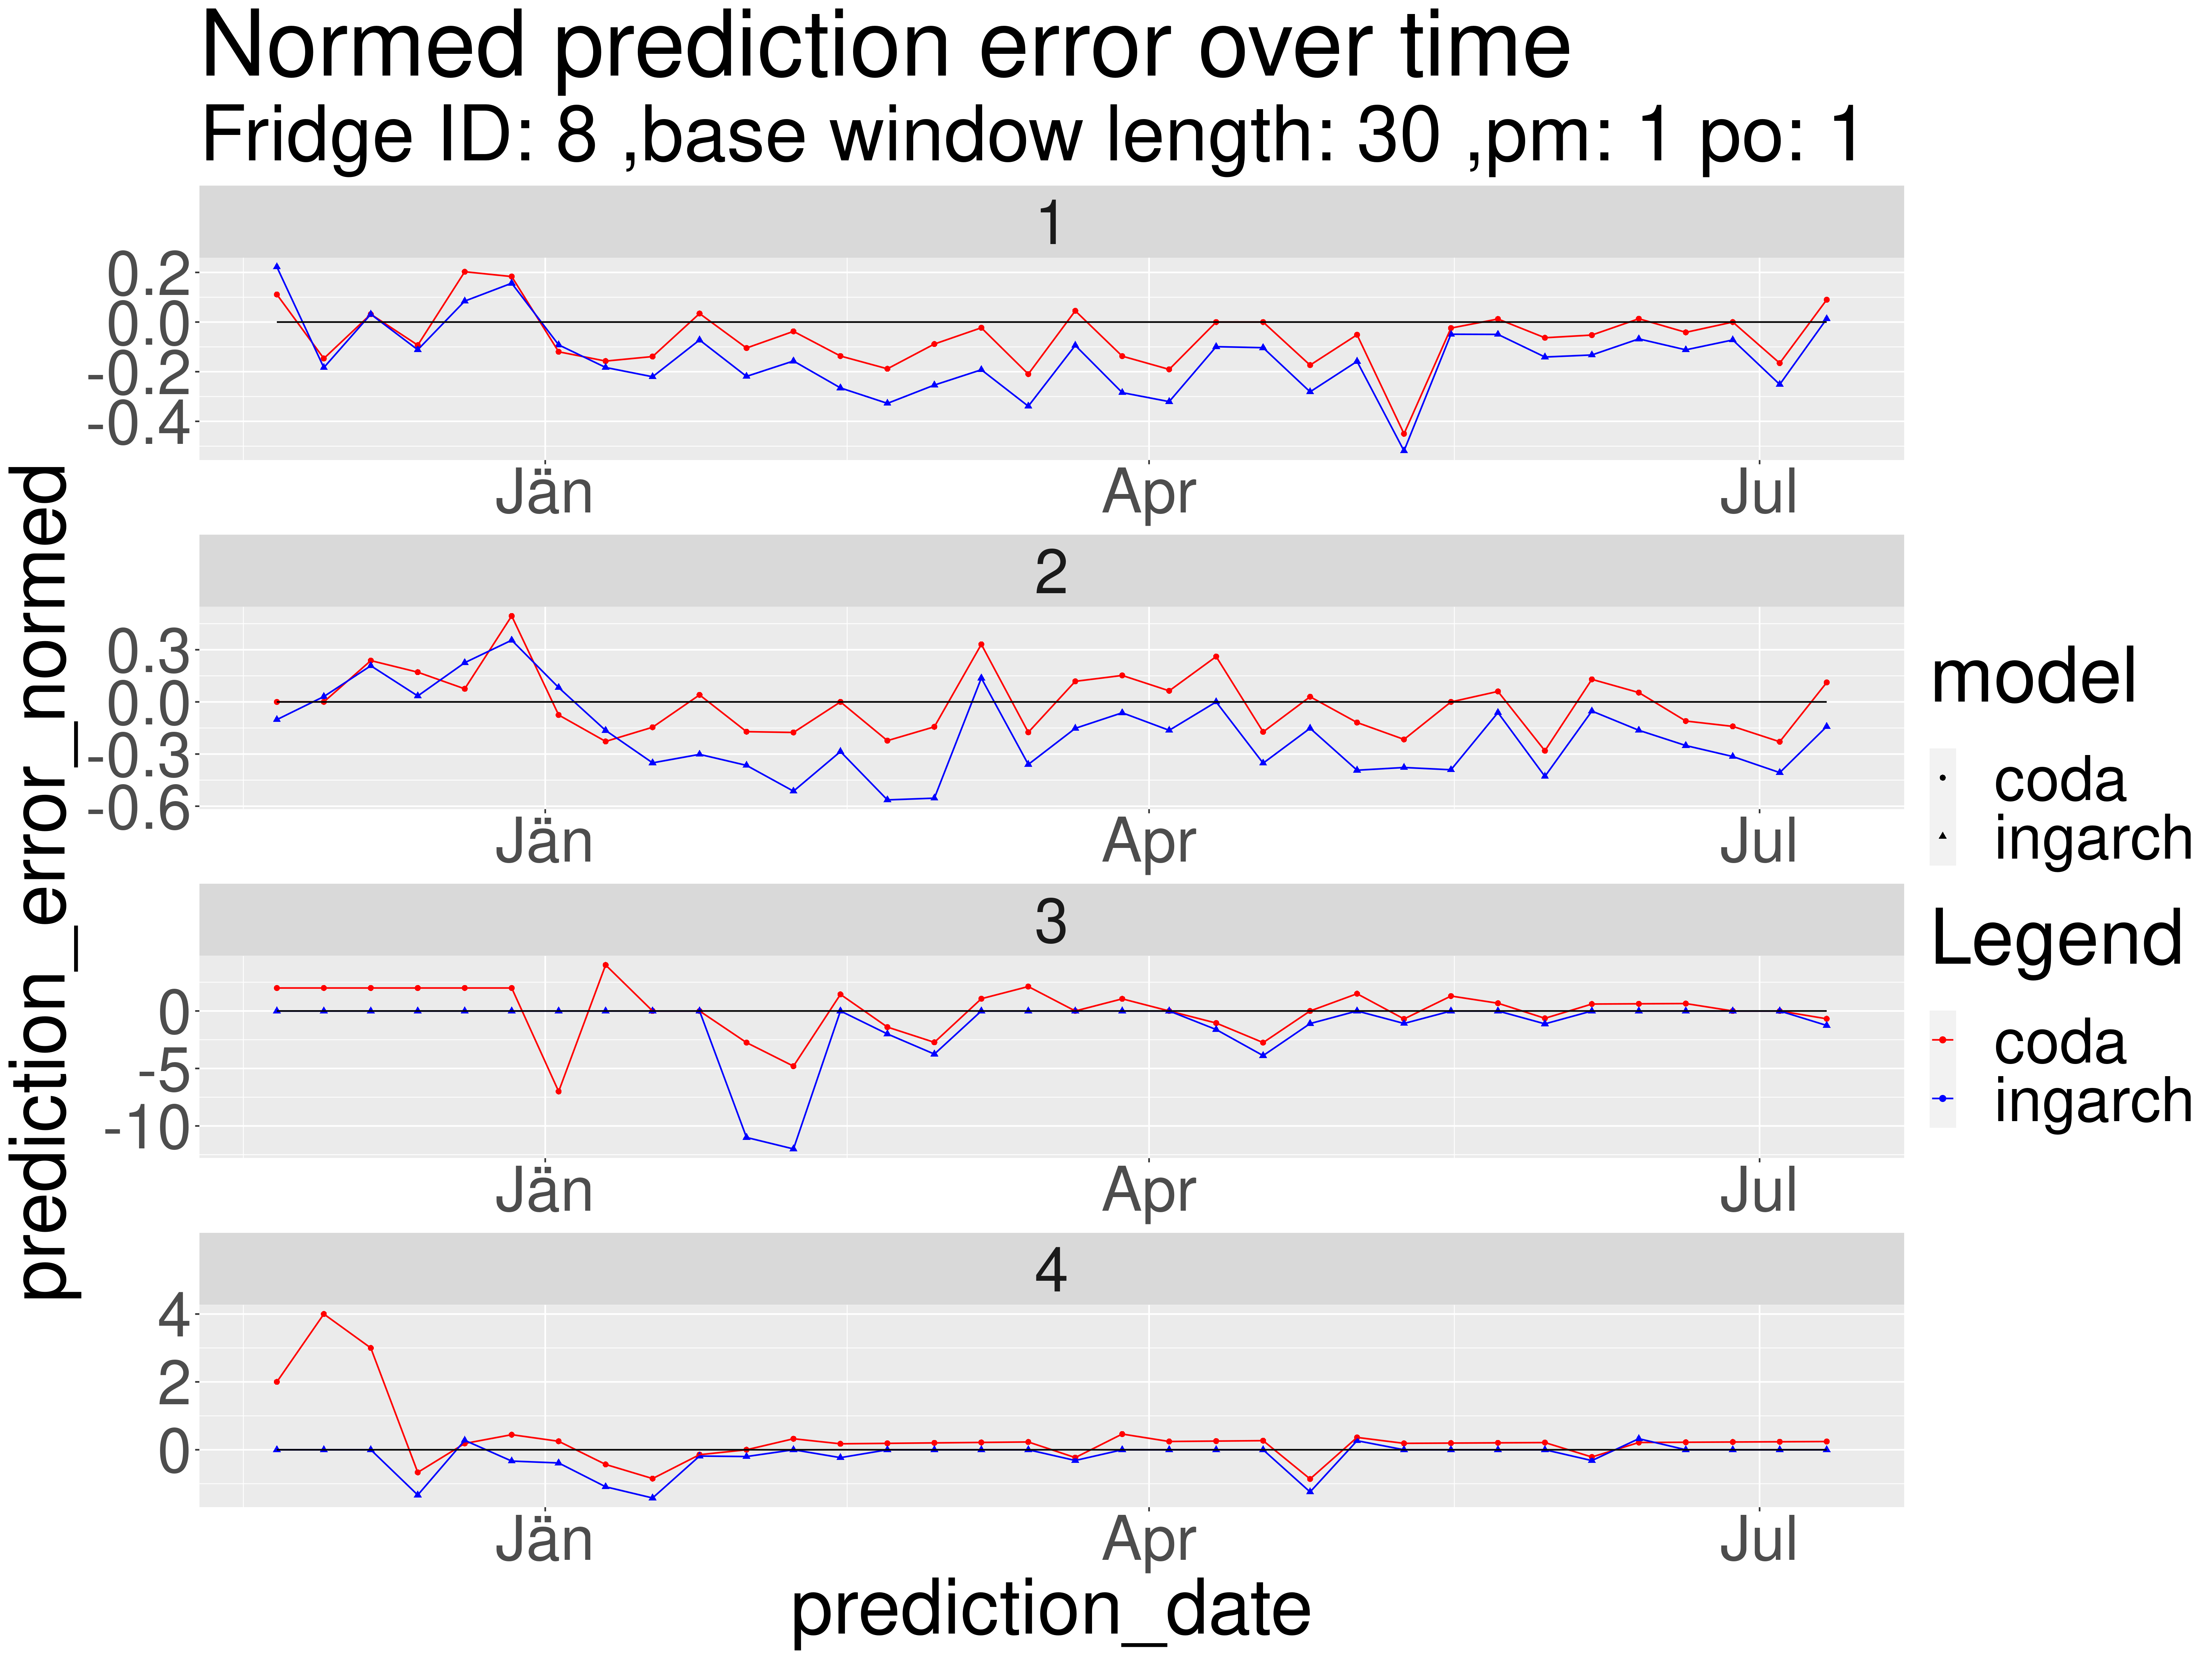 Normed prediction error over time
Fridge ID: 8 ,base window length: 30 ,pm: 1 po: 1
prediction_error_normed
1
0.2
0.0
-0.2
-0.4
Jän Apr Jul
2
0.3
0.0
-0.3
-0.6
Jän Apr Jul
3
0
-5
-10
Jän Apr Jul
4
4
2
0
Jän Apr Jul
prediction_date
model
coda
ingarch
Legend
coda
ingarch